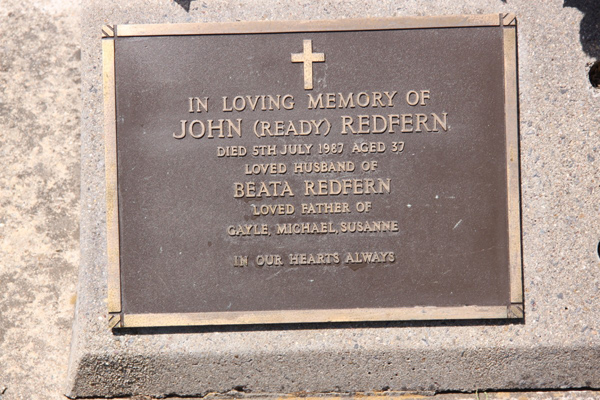 IN LOVING MEMORY OF
JOHN (READY) REDFERN
DIED 5TH JULY 1987 AGED 37
LOVED HUSBAND OF
BEATA REDFERN
LOVED FATHER OF
GAYLE, MICHAEL, SUSANNE
IN OUR HEARTS ALWAYS